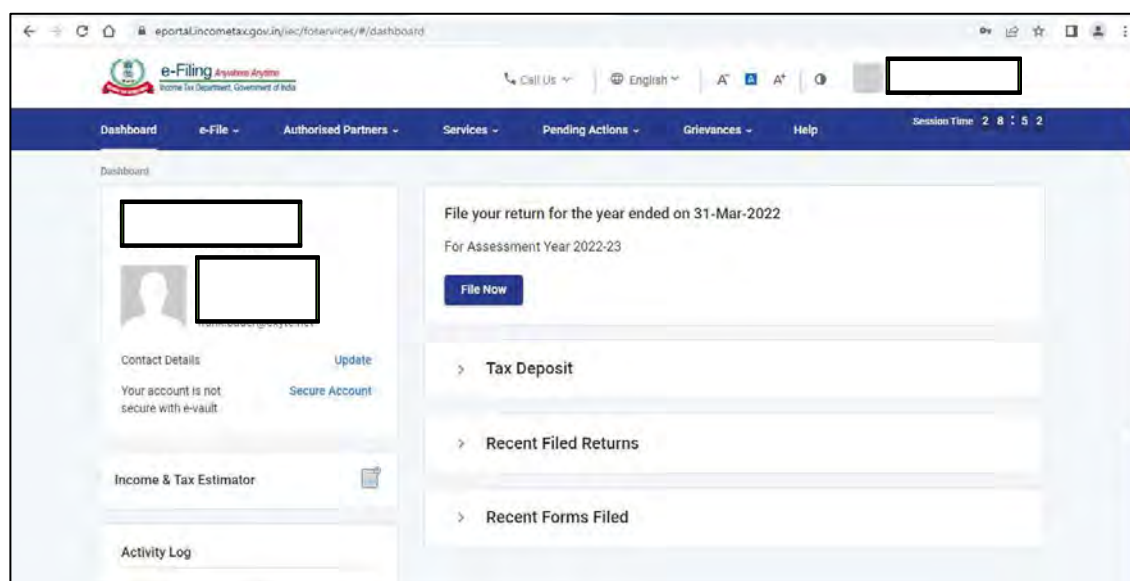 eportal.incometax.gov.in/iec/foservices/#/dashboard
e-Filing Anywhere Anytime
Income Tax Department, Government of India
Call Us
English
A- A A+
Dashboard e-File Authorised Partners Services Pending Actions Grievances Help
Session Time 2 8 : 5 2
Dashboard
File your return for the year ended on 31-Mar-2022
For Assessment Year 2022-23
File Now
Contact Details Update
Your account is not
secure with e-vault
Secure Account
Tax Deposit
Recent Filed Returns
Income & Tax Estimator
Recent Forms Filed
Activity Log